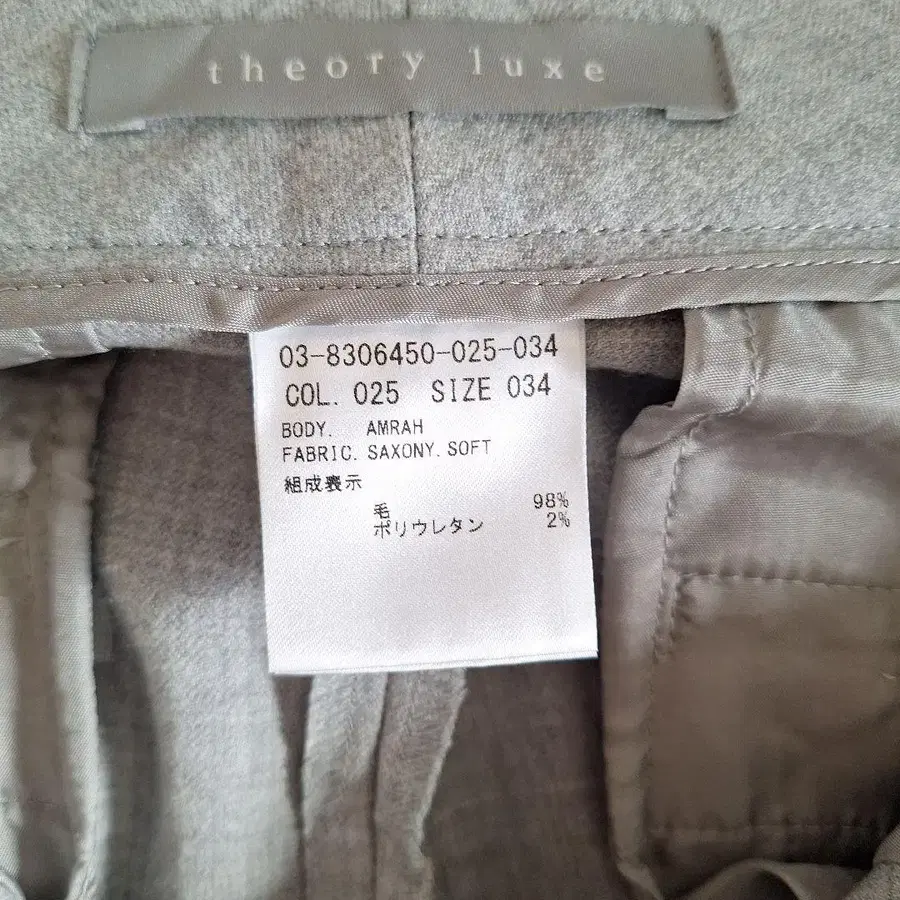 theory luxe
03-8306450-025-034
COL. 025 SIZE 034
BODY. AMRAH
FABRIC. SAXONY. SOFT
組成表示
毛 98%
ポリウレタン 2%